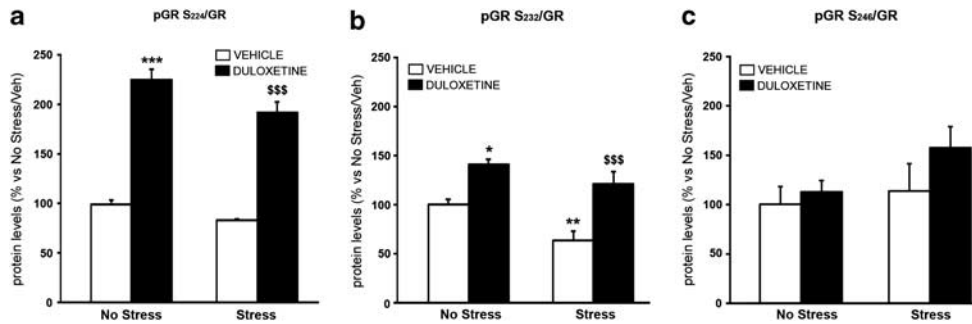 a
pGR S224/GR
protein levels (% vs No Stress/Veh)
250
200
150
100
50
0
VEHICLE
DULOXETINE
***
$$$
No Stress
Stress
b
pGR S232/GR
protein levels (% vs No Stress/Veh)
250
200
150
100
50
0
VEHICLE
DULOXETINE
*
**
$$$
No Stress
Stress
c
pGR S246/GR
protein levels (% vs No Stress/Veh)
250
200
150
100
50
0
VEHICLE
DULOXETINE
No Stress
Stress